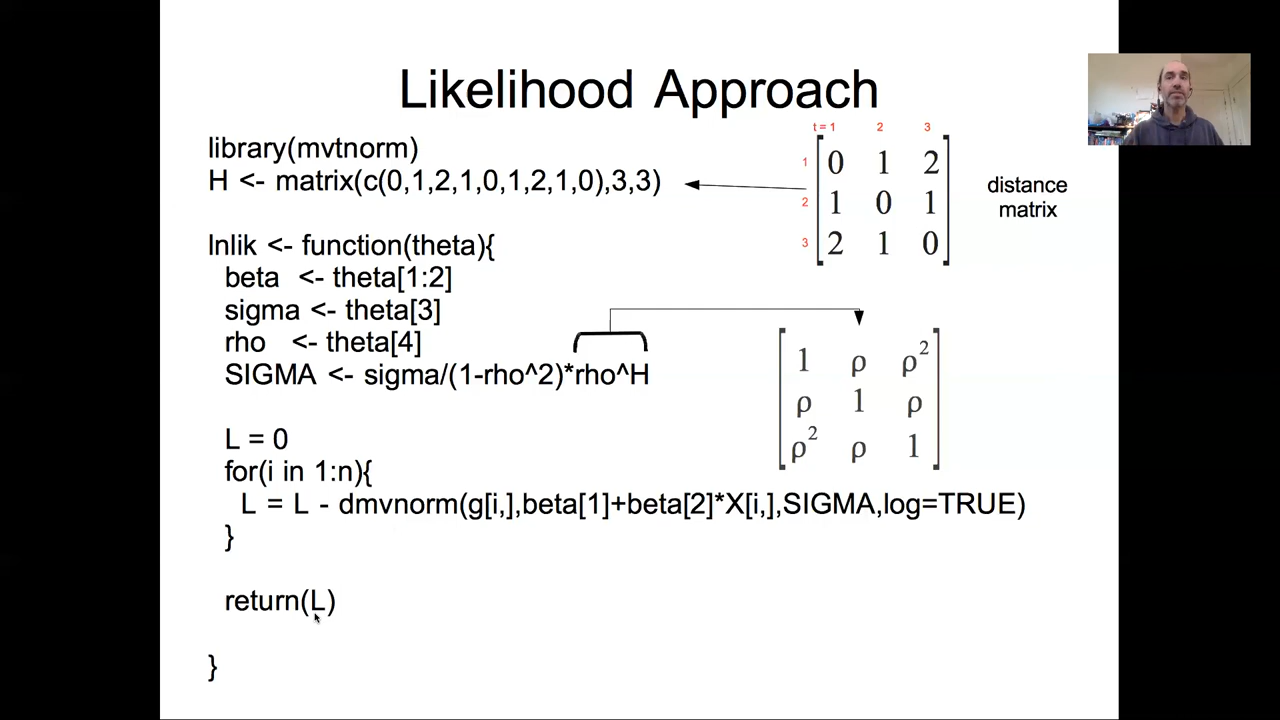 Likelihood Approach
library(mvtnorm)
H <- matrix(c(0,1,2,1,0,1,2,1,0),3,3)
t = 1 2 3
1 0 1 2
2 1 0 1
3 2 1 0
distance
matrix
lnlik <- function(theta){
beta <- theta[1:2]
sigma <- theta[3]
rho <- theta[4]
SIGMA <- sigma/(1-rho^2)*rho^H
1 ρ ρ²
ρ 1 ρ
ρ² ρ 1
L = 0
for(i in 1:n){
L = L - dmvnorm(g[i,],beta[1]+beta[2]*X[i,],SIGMA,log=TRUE)
}
return(L)
}